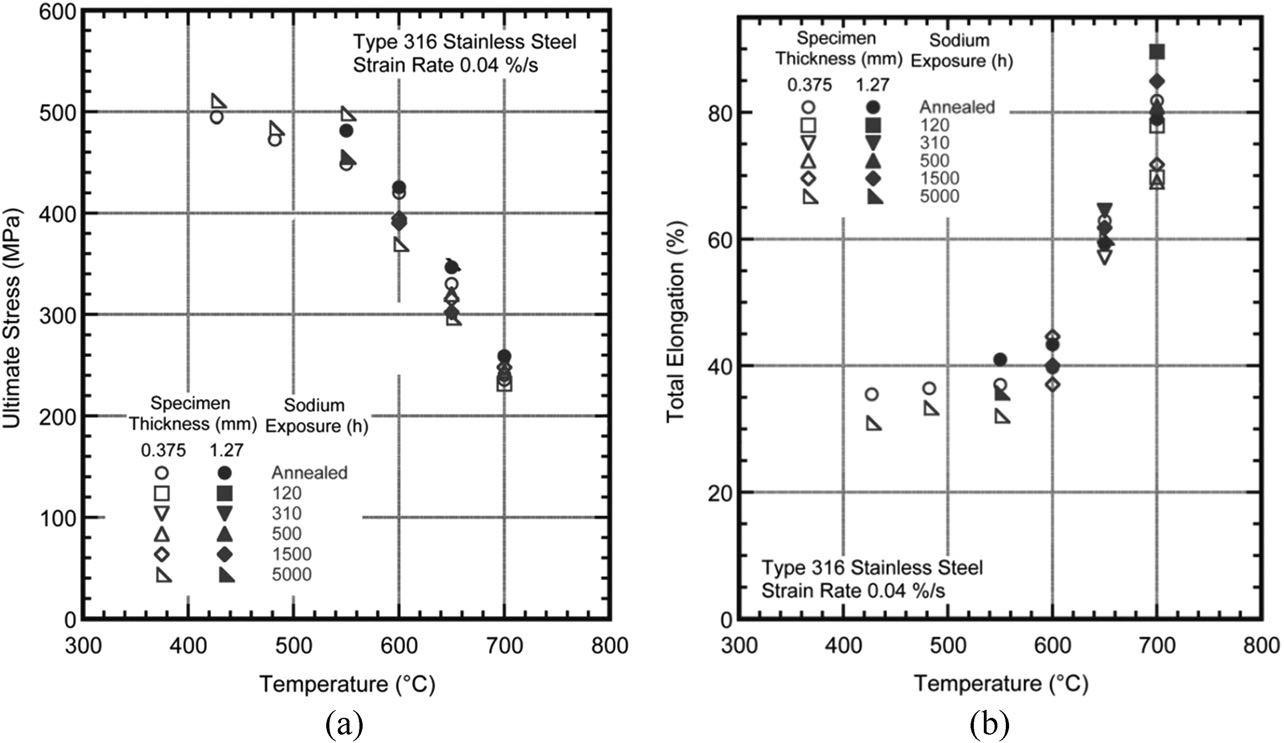 600
500
400
300
200
100
0
Ultimate Stress (MPa)
Type 316 Stainless Steel
Strain Rate 0.04 %/s
Specimen Sodium
Thickness (mm) Exposure (h)
0.375 1.27
Annealed
120
310
500
1500
5000
300 400 500 600 700 800
Temperature (°C)
(a)
80
60
40
20
0
Total Elongation (%)
Specimen Sodium
Thickness (mm) Exposure (h)
0.375 1.27
Annealed
120
310
500
1500
5000
Type 316 Stainless Steel
Strain Rate 0.04 %/s
300 400 500 600 700 800
Temperature (°C)
(b)